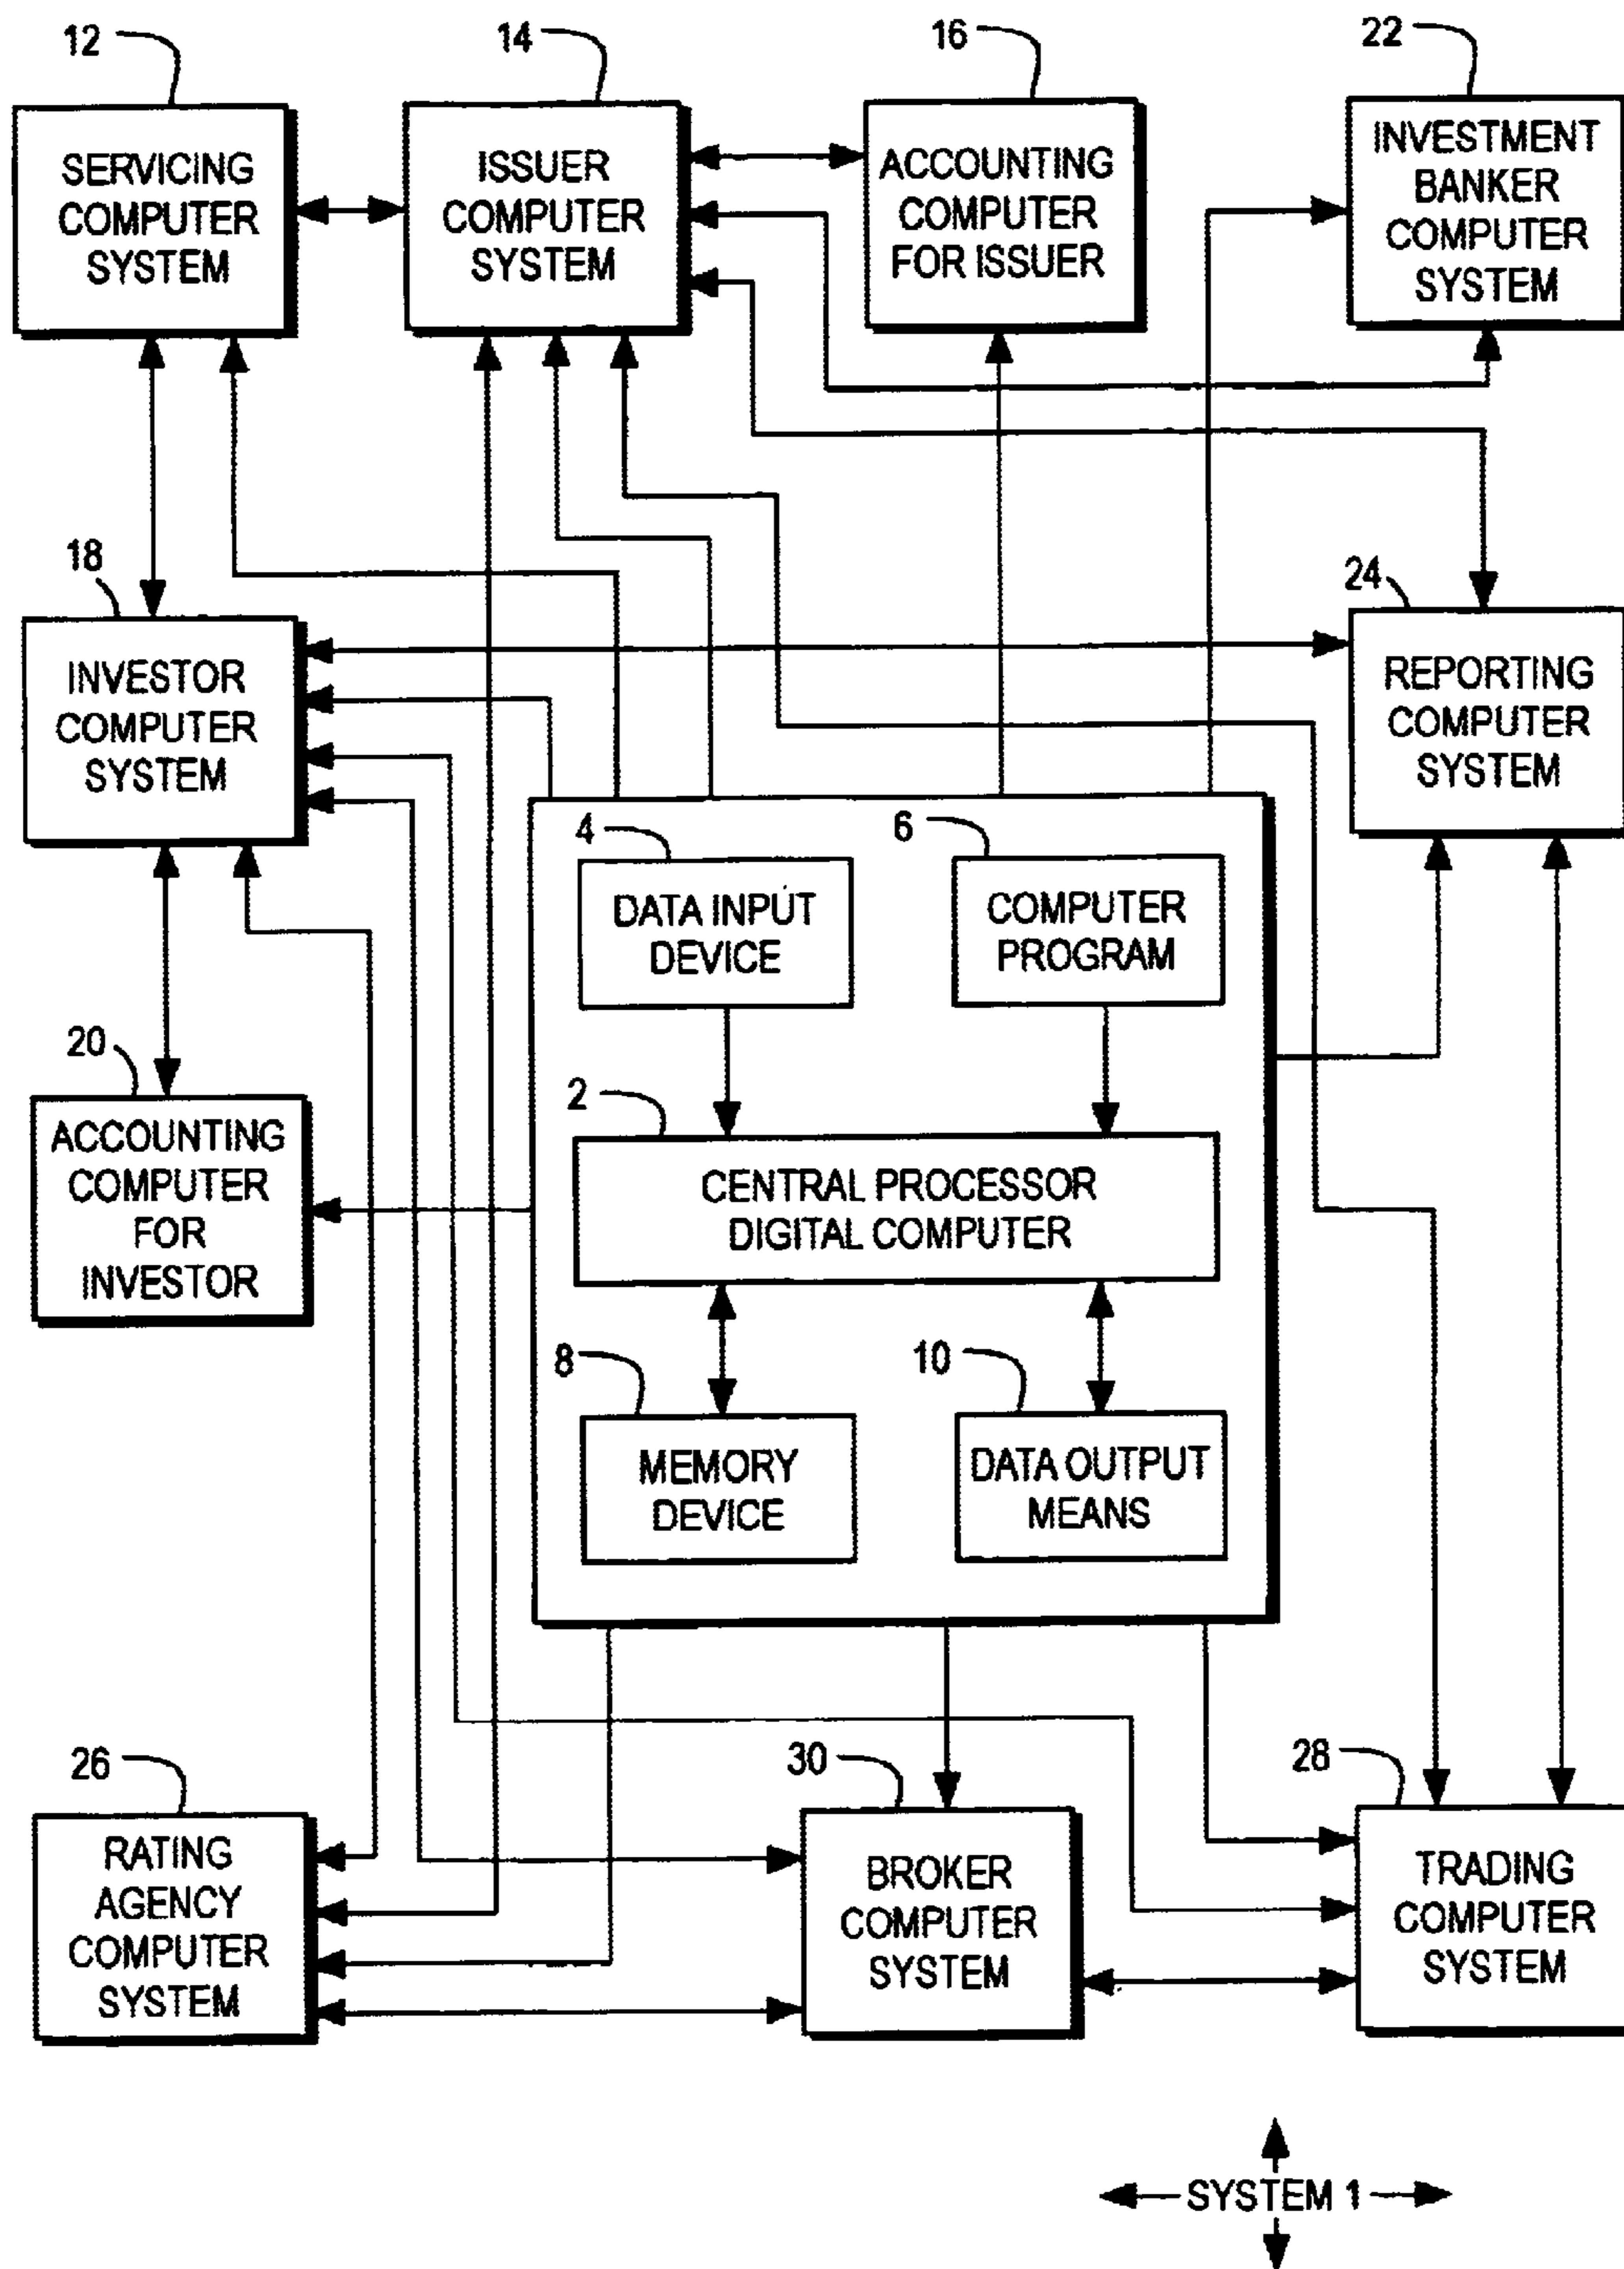 12
14
16
22
SERVICING
COMPUTER
SYSTEM
ISSUER
COMPUTER
SYSTEM
ACCOUNTING
COMPUTER
FOR ISSUER
INVESTMENT
BANKER
COMPUTER
SYSTEM
18
24
INVESTOR
COMPUTER
SYSTEM
REPORTING
COMPUTER
SYSTEM
4
6
DATA INPUT
DEVICE
COMPUTER
PROGRAM
20
2
ACCOUNTING
COMPUTER
FOR
INVESTOR
CENTRAL PROCESSOR
DIGITAL COMPUTER
8
10
MEMORY
DEVICE
DATA OUTPUT
MEANS
26
30
28
RATING
AGENCY
COMPUTER
SYSTEM
BROKER
COMPUTER
SYSTEM
TRADING
COMPUTER
SYSTEM
SYSTEM 1